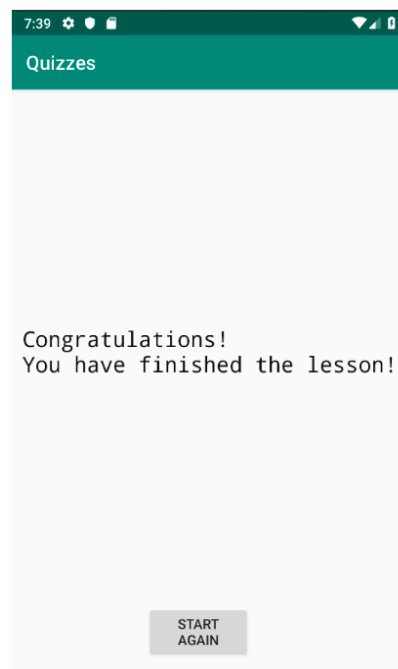 7:39
Quizzes
Congratulations!
You have finished the lesson!
START
AGAIN